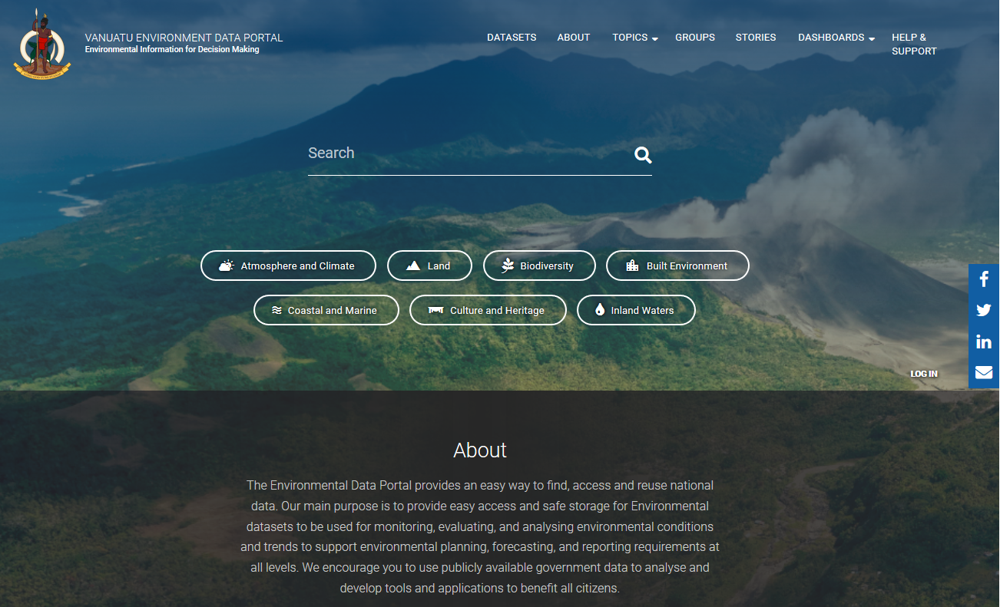 VANUATU ENVIRONMENT DATA PORTAL
Environmental Information for Decision Making
DATASETS ABOUT TOPICS GROUPS STORIES DASHBOARDS HELP &
SUPPORT
Search
Atmosphere and Climate Land Biodiversity Built Environment
Coastal and Marine Culture and Heritage Inland Waters
LOG IN
About
The Environmental Data Portal provides an easy way to find, access and reuse national
data. Our main purpose is to provide easy access and safe storage for Environmental
datasets to be used for monitoring, evaluating, and analysing environmental conditions
and trends to support environmental planning, forecasting, and reporting requirements at
all levels. We encourage you to use publicly available government data to analyse and
develop tools and applications to benefit all citizens.